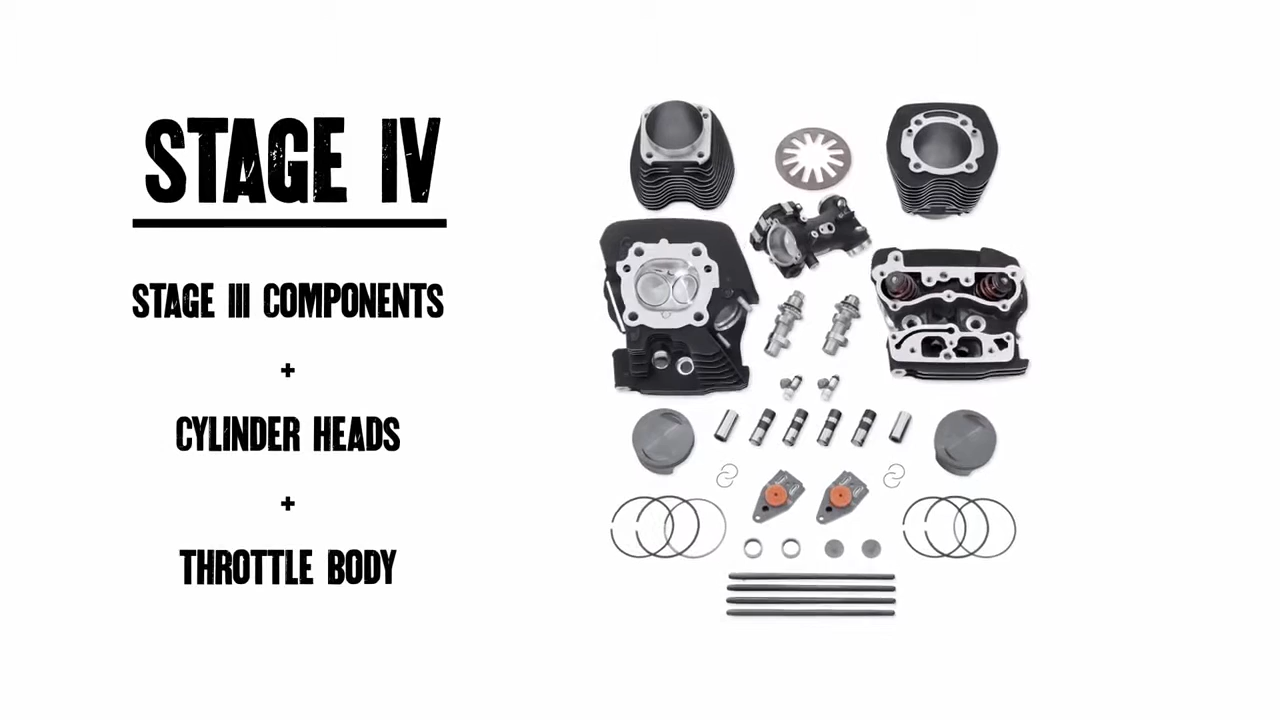 STAGE IV
STAGE III COMPONENTS
+
CYLINDER HEADS
+
THROTTLE BODY